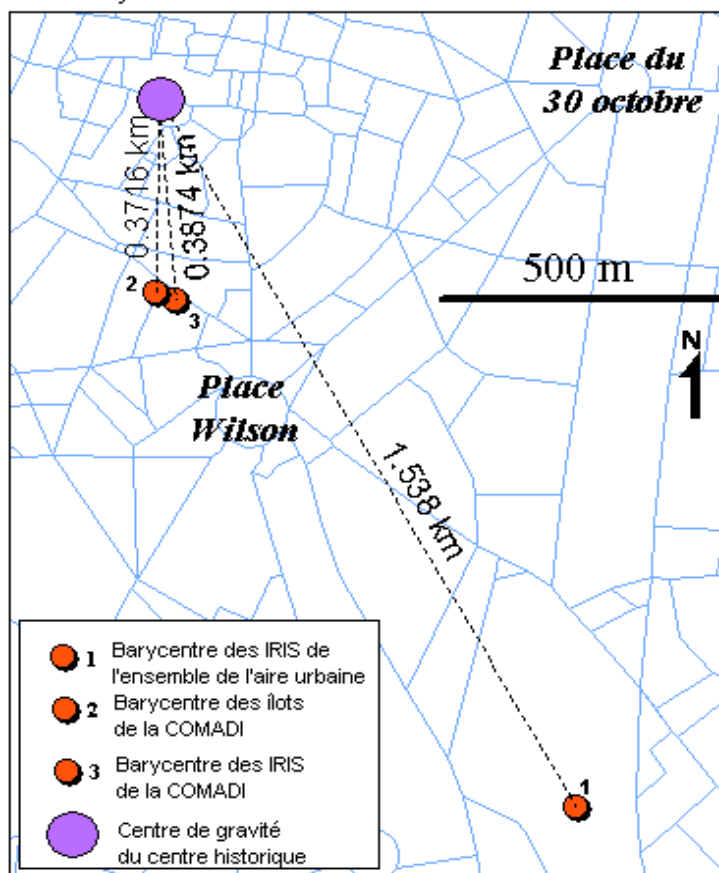 Place du
30 octobre
0.3716 km
0.3874 km
500 m
2
3
N
Place
Wilson
1.538 km
1 Barycentre des IRIS de
l'ensemble de l'aire urbaine
2 Barycentre des îlots
de la COMADI
3 Barycentre des IRIS
de la COMADI
Centre de gravité
du centre historique
1